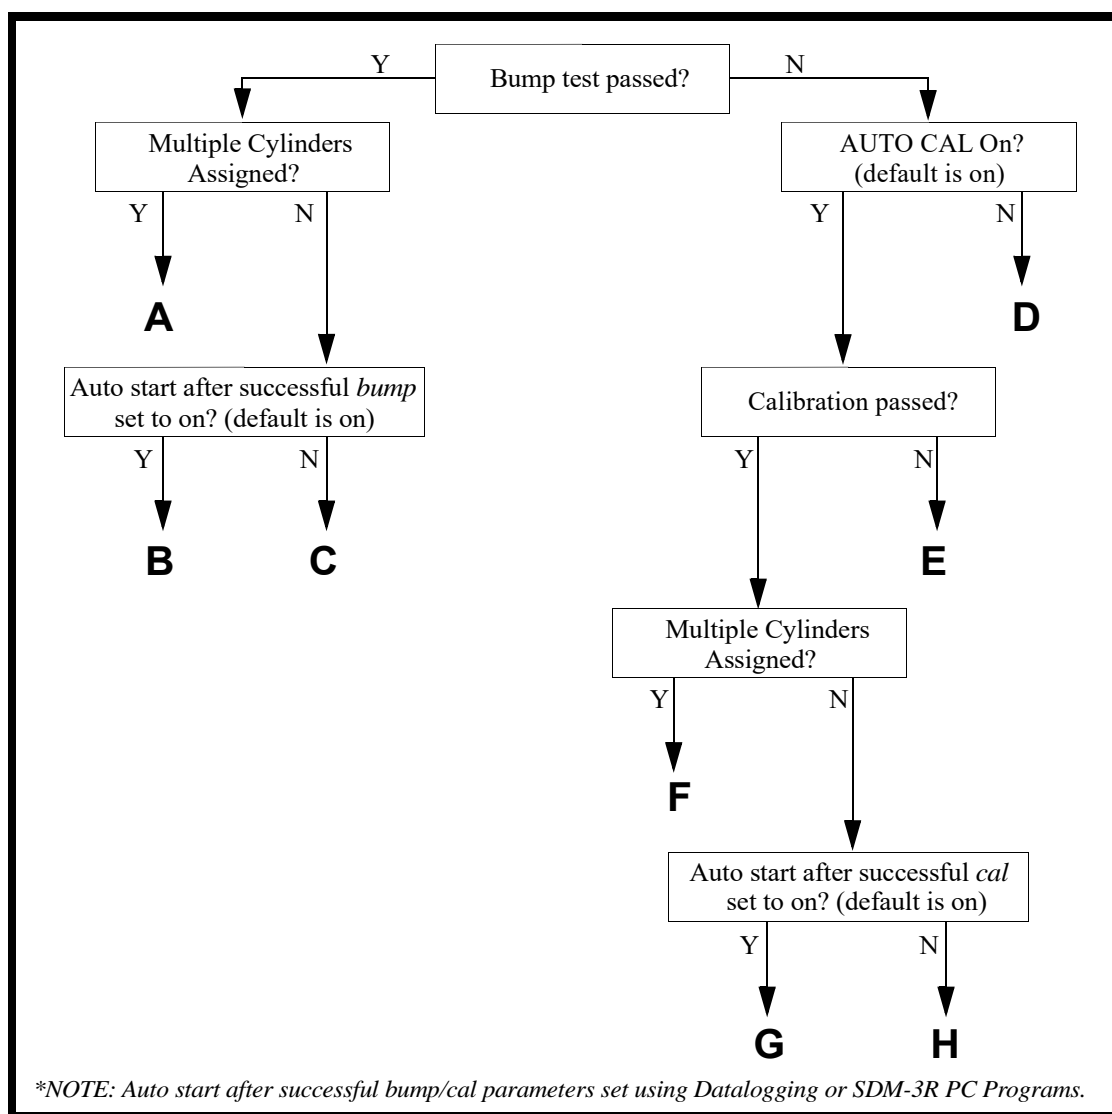 Bump test passed?
Y
N
Multiple Cylinders
Assigned?
AUTO CAL On?
(default is on)
Y
N
Y
N
A
D
Auto start after successful bump
set to on? (default is on)
Calibration passed?
Y
N
Y
N
B
C
E
Multiple Cylinders
Assigned?
Y
N
F
Auto start after successful cal
set to on? (default is on)
Y
N
G
H
*NOTE: Auto start after successful bump/cal parameters set using Datalogging or SDM-3R PC Programs.